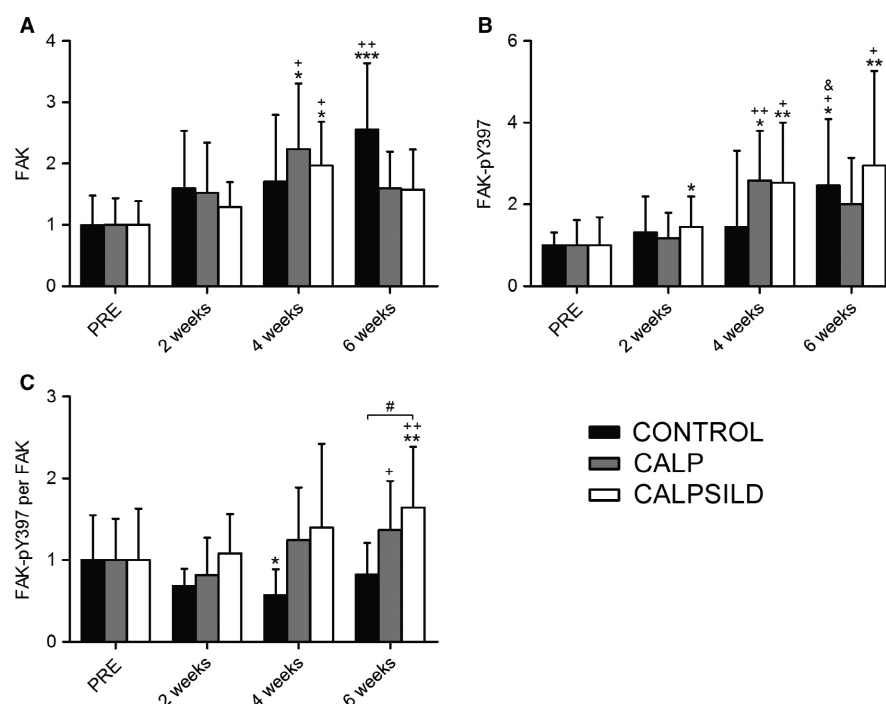 A
FAK
4
3
2
1
0
+
*
+
*
++
***
PRE
2 weeks
4 weeks
6 weeks
B
FAK-pY397
6
4
2
0
*
++
*
+
**
&
+
*
+
**
PRE
2 weeks
4 weeks
6 weeks
C
FAK-pY397 per FAK
3
2
1
0
*
+
#
++
**
PRE
2 weeks
4 weeks
6 weeks
CONTROL
CALP
CALPSILD